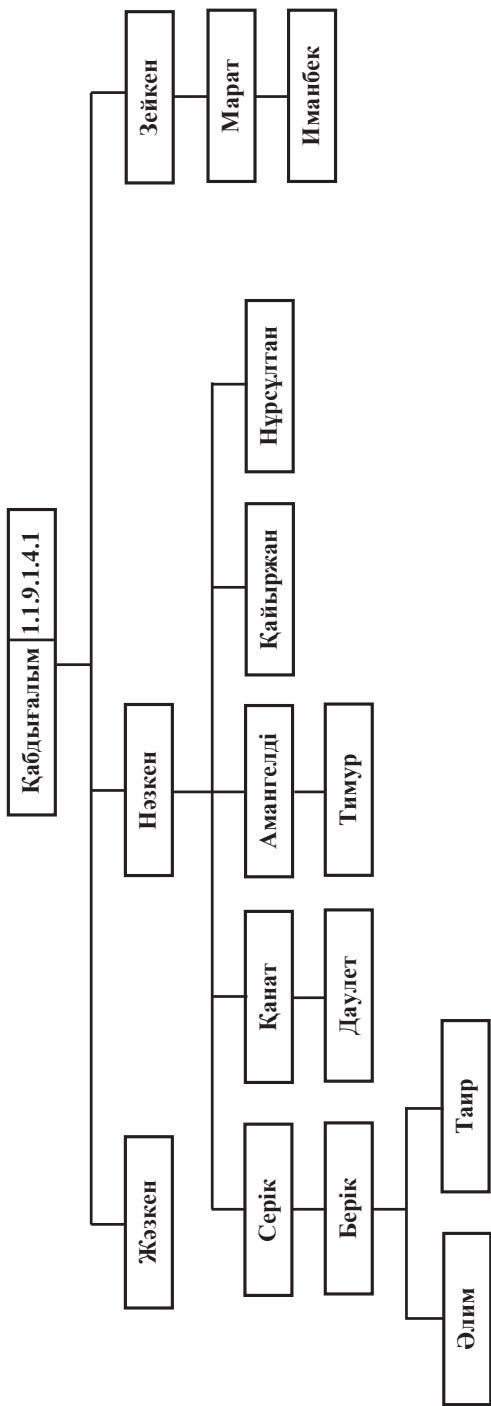 Қабдығалым 1.1.9.1.4.1
Жәзкен
Нәзкен
Зейкен
Серік
Қанат
Амангелді
Қайыржан
Нұрсұлтан
Марат
Берік
Даулет
Тимур
Иманбек
Әлим
Таир